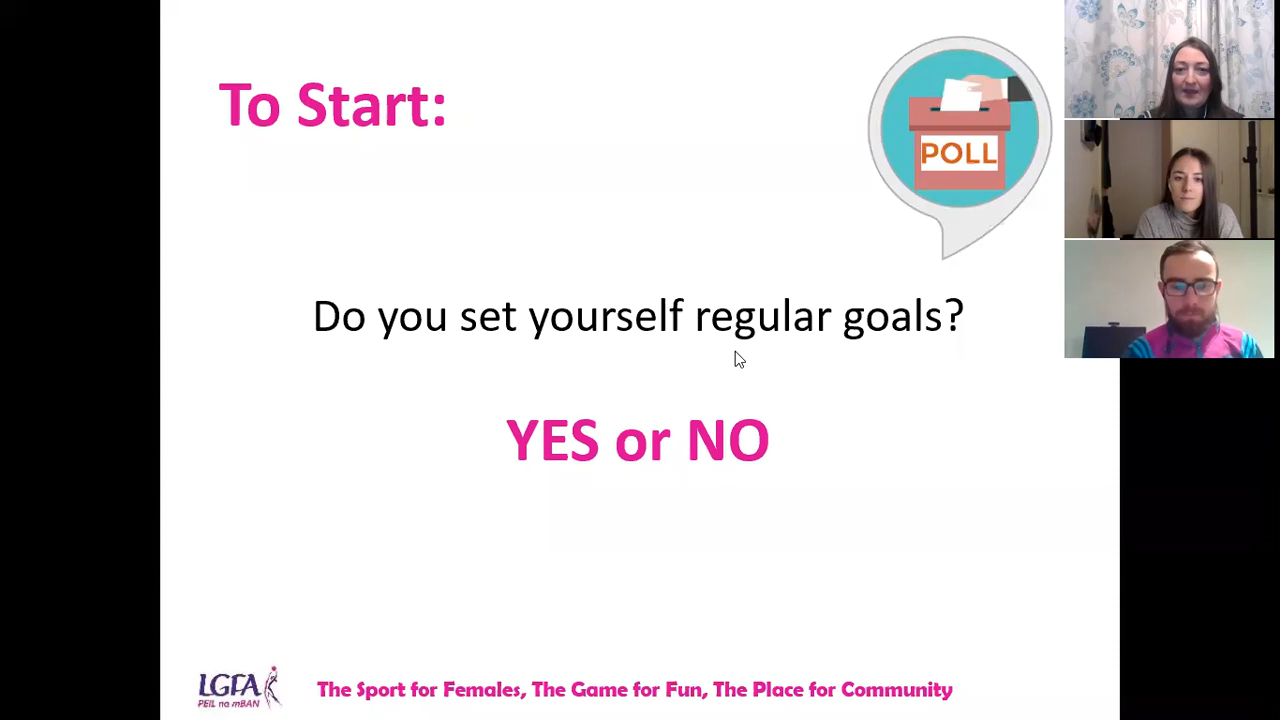 To Start:
POLL
Do you set yourself regular goals?
YES or NO
LGFA
PEIL na mBAN
The Sport for Females, The Game for Fun, The Place for Community